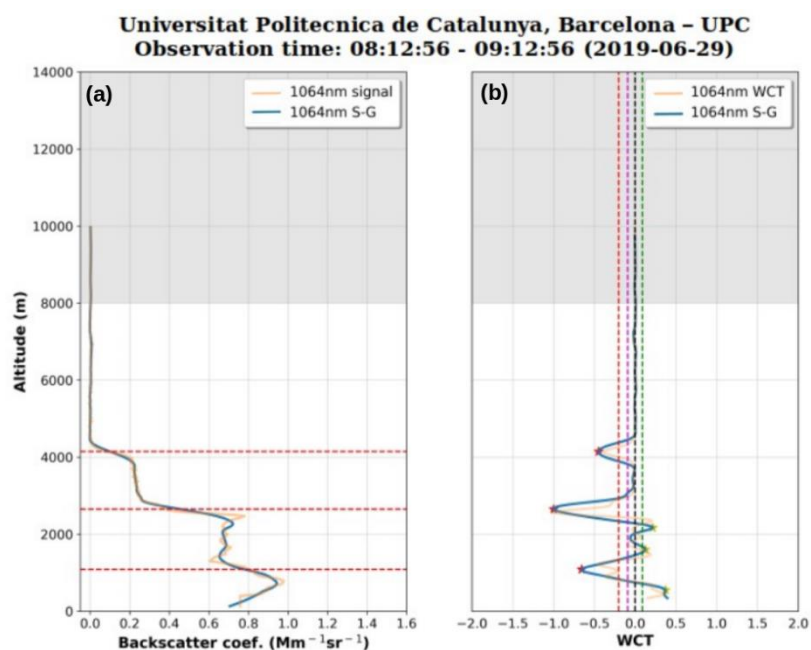 Universitat Politecnica de Catalunya, Barcelona – UPC
Observation time: 08:12:56 - 09:12:56 (2019-06-29)
(a)
1064nm signal
1064nm S-G
14000
12000
10000
8000
6000
4000
2000
0
Altitude (m)
0.0 0.2 0.4 0.6 0.8 1.0 1.2 1.4 1.6
Backscatter coef. (Mm⁻¹sr⁻¹)
(b)
1064nm WCT
1064nm S-G
−2.0 −1.5 −1.0 −0.5 0.0 0.5 1.0 1.5 2.0
WCT